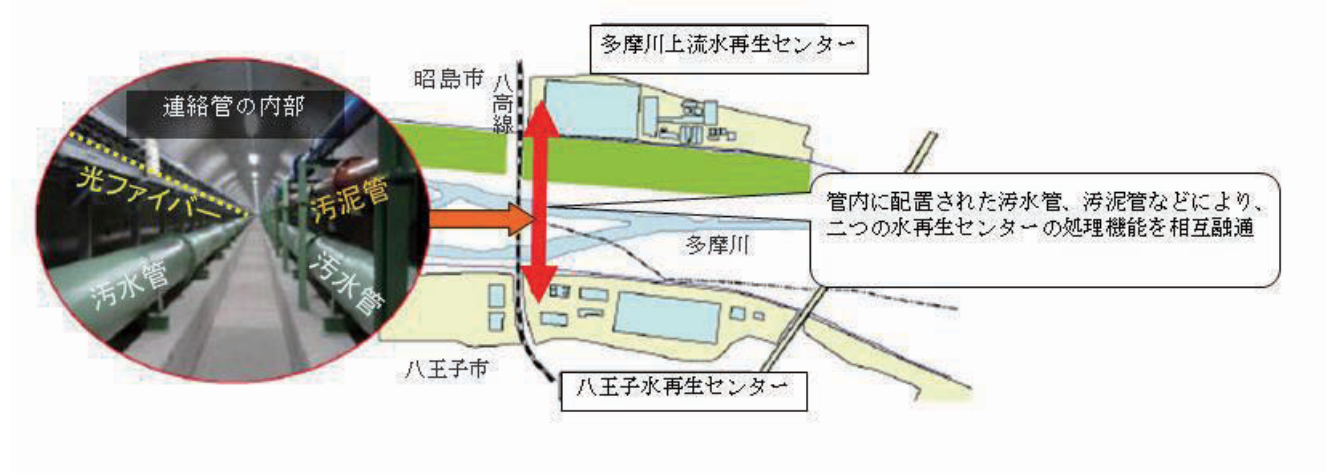 多摩川上流水再生センター
昭島市
八高線
連絡管の内部
光ファイバー
汚泥管
汚水管
汚水管
管内に配置された汚水管、汚泥管などにより、
二つの水再生センターの処理機能を相互融通
多摩川
八王子市
八王子水再生センター